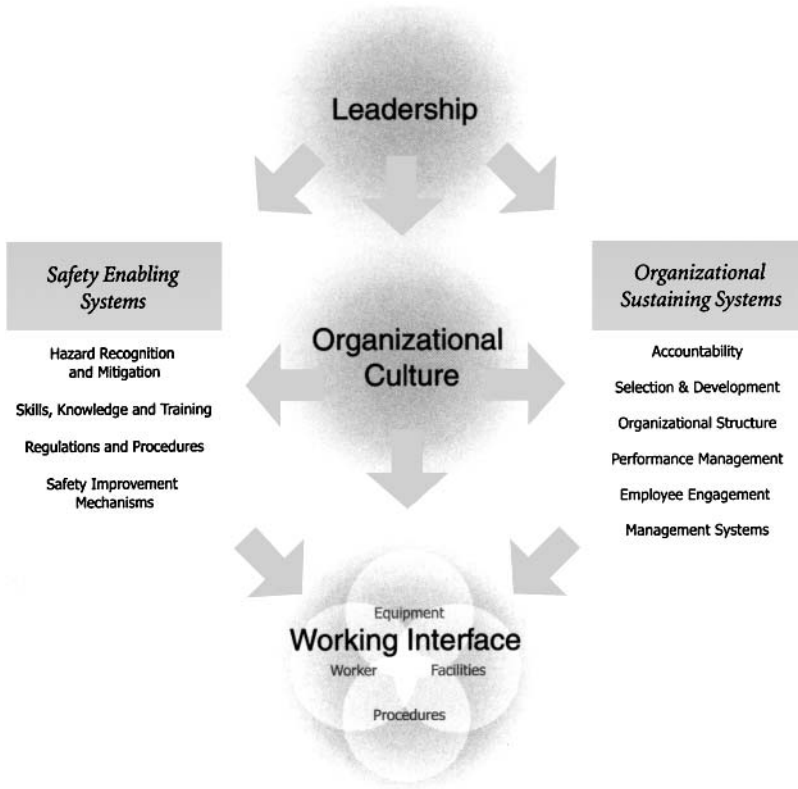 Leadership
Safety Enabling
Systems
Hazard Recognition
and Mitigation
Skills, Knowledge and Training
Regulations and Procedures
Safety Improvement
Mechanisms
Organizational
Culture
Organizational
Sustaining Systems
Accountability
Selection & Development
Organizational Structure
Performance Management
Employee Engagement
Management Systems
Equipment
Working Interface
Worker
Facilities
Procedures